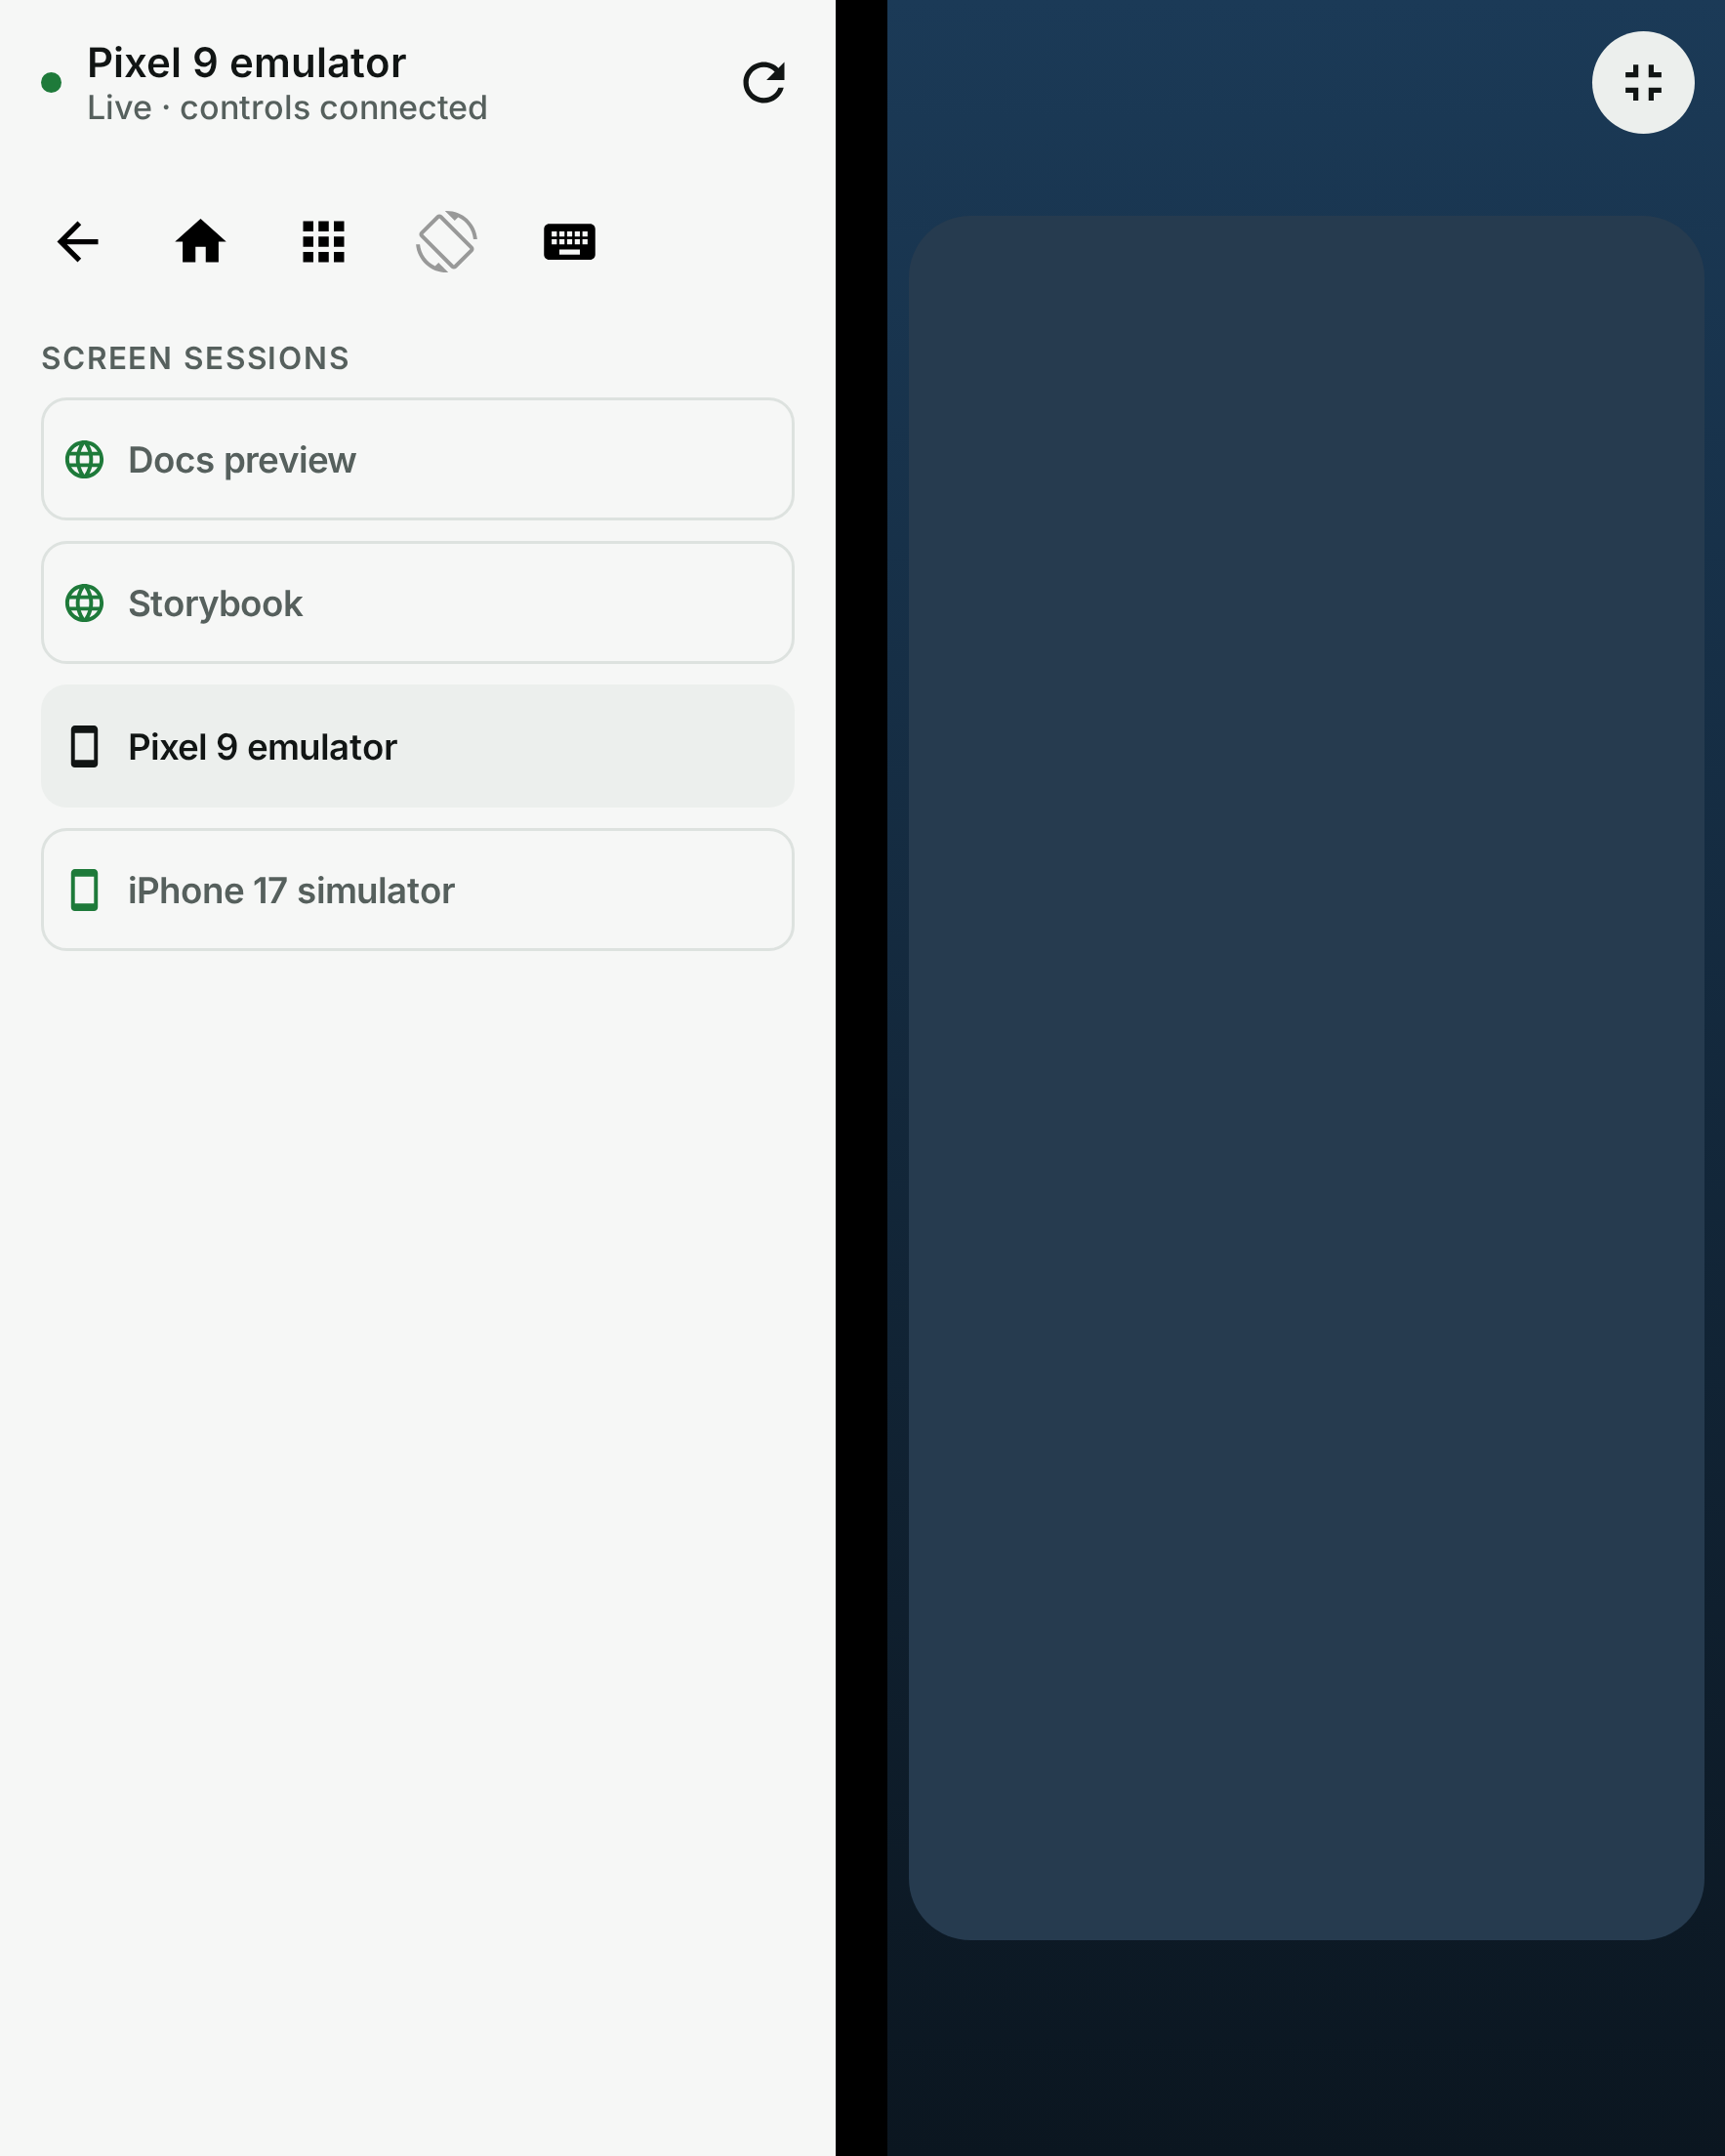 Pixel 9 emulator
Live · controls connected
SCREEN SESSIONS
Docs preview
Storybook
Pixel 9 emulator
iPhone 17 simulator